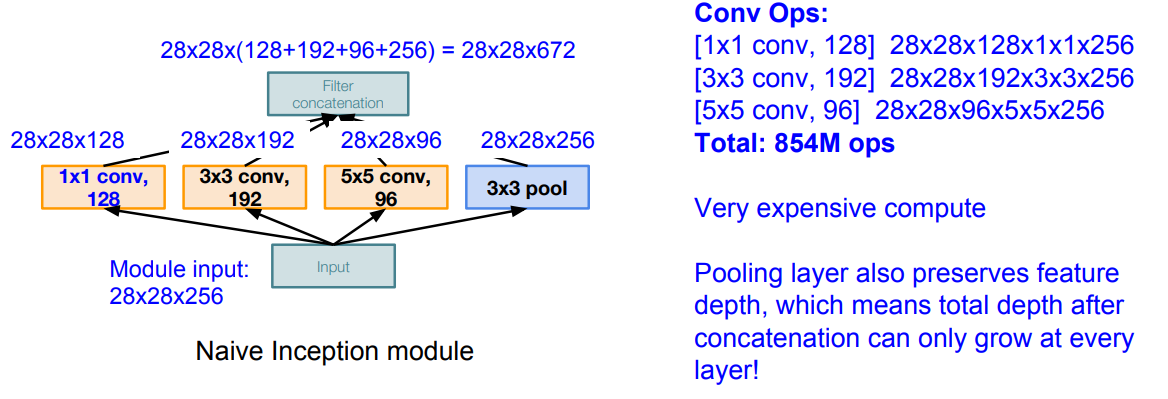 28x28x(128+192+96+256) = 28x28x672
Filter
concatenation
28x28x128
28x28x192
28x28x96
28x28x256
1x1 conv,
128
3x3 conv,
192
5x5 conv,
96
3x3 pool
Input
Module input:
28x28x256
Naive Inception module
Conv Ops:
[1x1 conv, 128]  28x28x128x1x1x256
[3x3 conv, 192]  28x28x192x3x3x256
[5x5 conv, 96]  28x28x96x5x5x256
Total: 854M ops
Very expensive compute
Pooling layer also preserves feature
depth, which means total depth after
concatenation can only grow at every
layer!